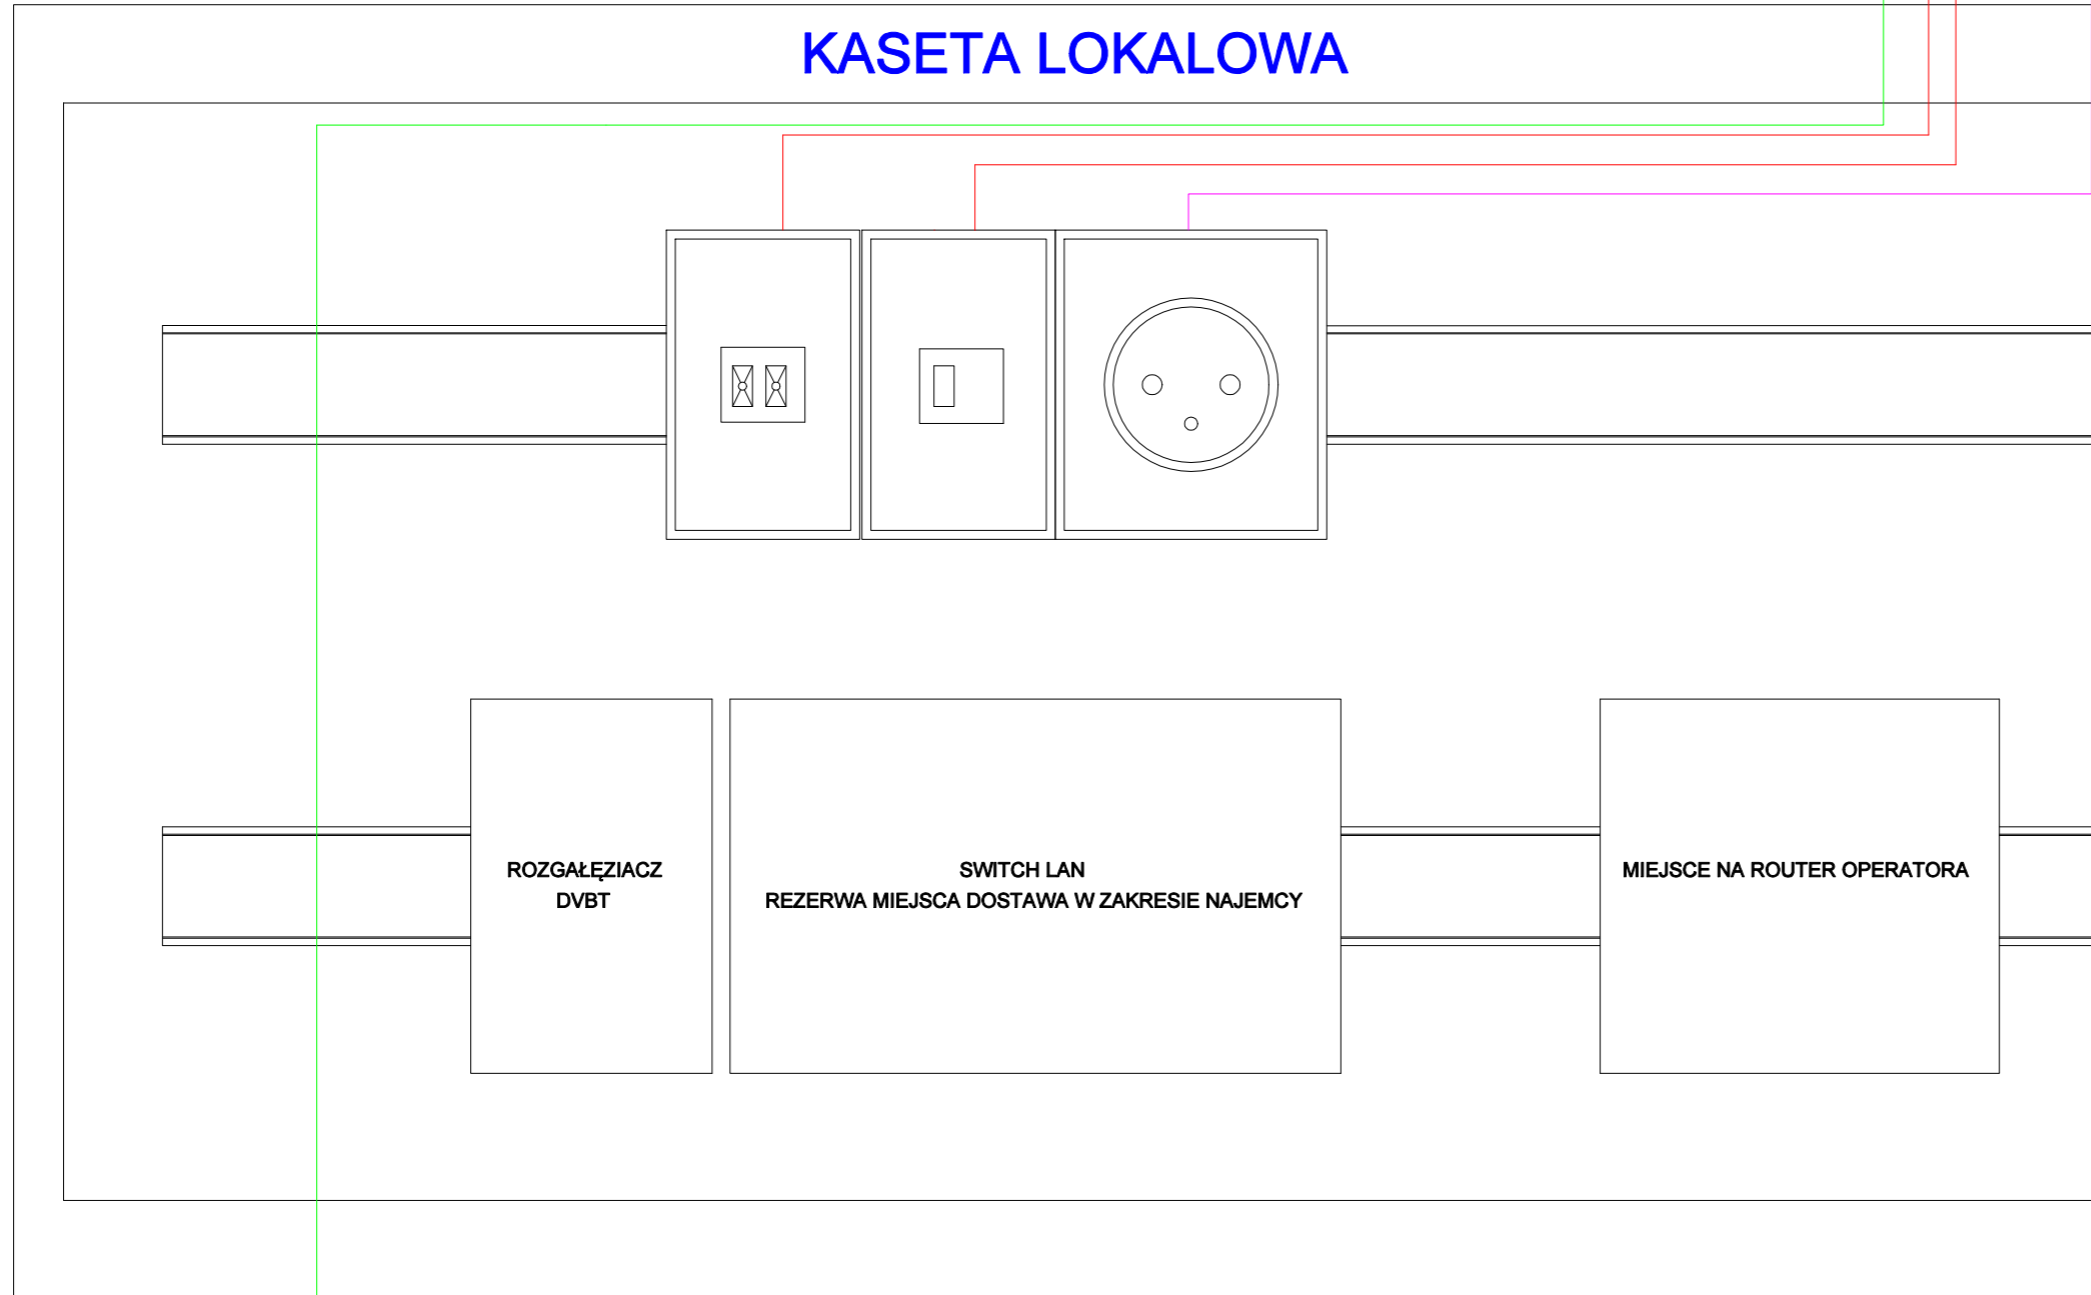 KASETA LOKALOWA
ROZGAŁĘZIACZ
DVBT
SWITCH LAN
REZERWA MIEJSCA DOSTAWA W ZAKRESIE NAJEMCY
MIEJSCE NA ROUTER OPERATORA